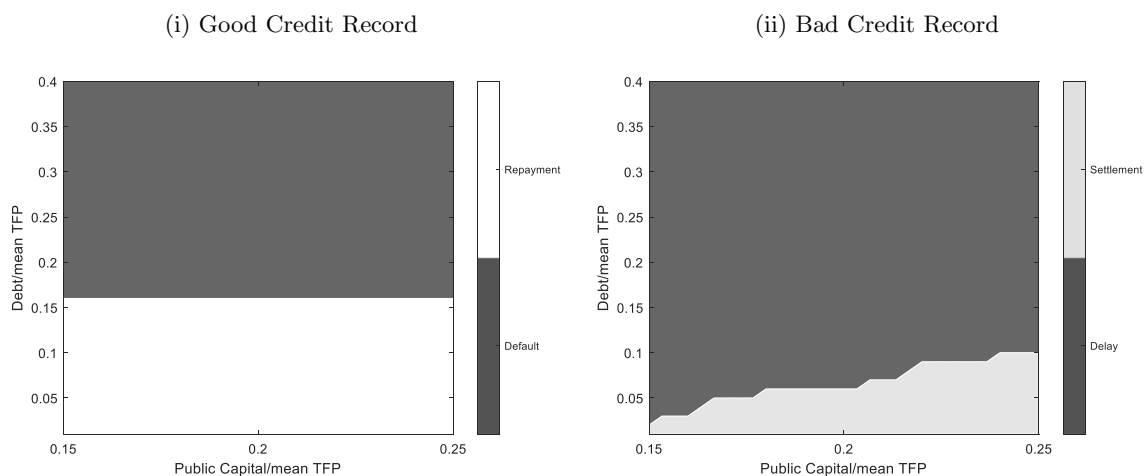 (i) Good Credit Record
0.4
0.35
0.3
0.25
0.2
0.15
0.1
0.05
Debt/mean TFP
0.15
0.2
0.25
Public Capital/mean TFP
Repayment
Default
(ii) Bad Credit Record
0.4
0.35
0.3
0.25
0.2
0.15
0.1
0.05
Debt/mean TFP
0.15
0.2
0.25
Public Capital/mean TFP
Settlement
Delay